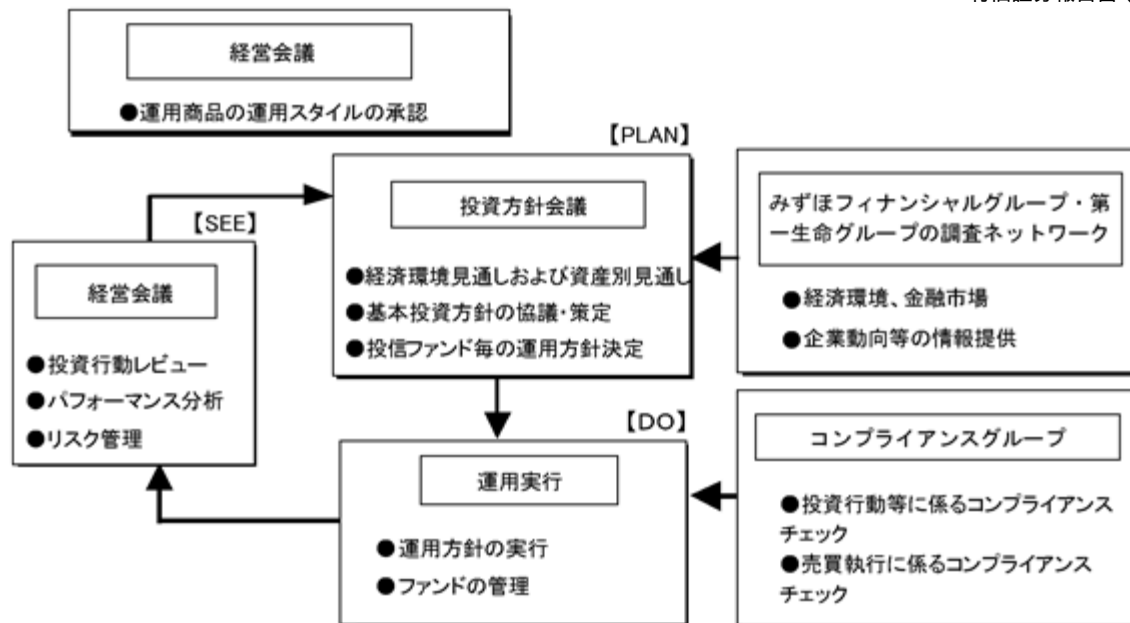 経営会議
●運用商品の運用スタイルの承認
【PLAN】
投資方針会議
●経済環境見通しおよび資産別見通し
●基本投資方針の協議・策定
●投信ファンド毎の運用方針決定
みずほフィナンシャルグループ・第
一生命グループの調査ネットワーク
●経済環境、金融市場
●企業動向等の情報提供
【SEE】
経営会議
●投資行動レビュー
●パフォーマンス分析
●リスク管理
【DO】
運用実行
●運用方針の実行
●ファンドの管理
コンプライアンスグループ
●投資行動等に係るコンプライアンス
チェック
●売買執行に係るコンプライアンス
チェック